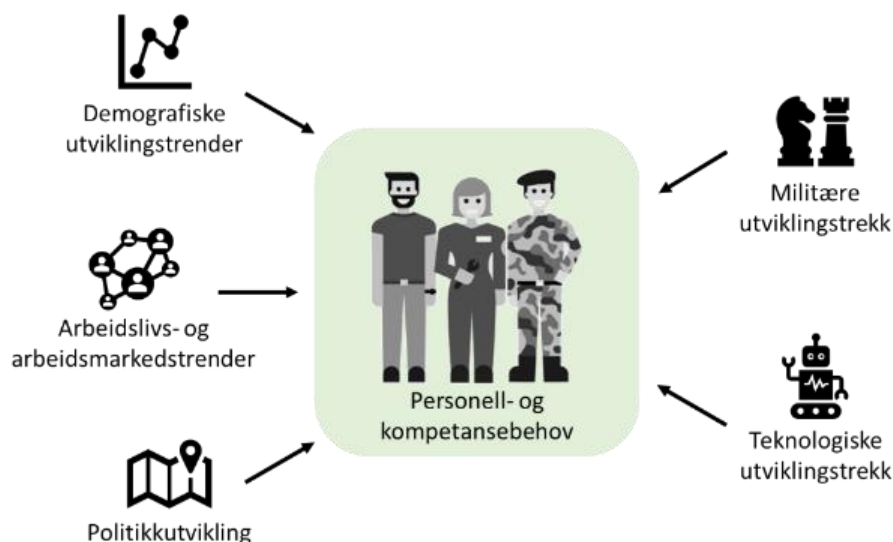 Demografiske
utviklingstrender
Arbeidslivs- og
arbeidsmarkedstrender
Politikkutvikling
Personell- og
kompetansebehov
Militære
utviklingstrekk
Teknologiske
utviklingstrekk